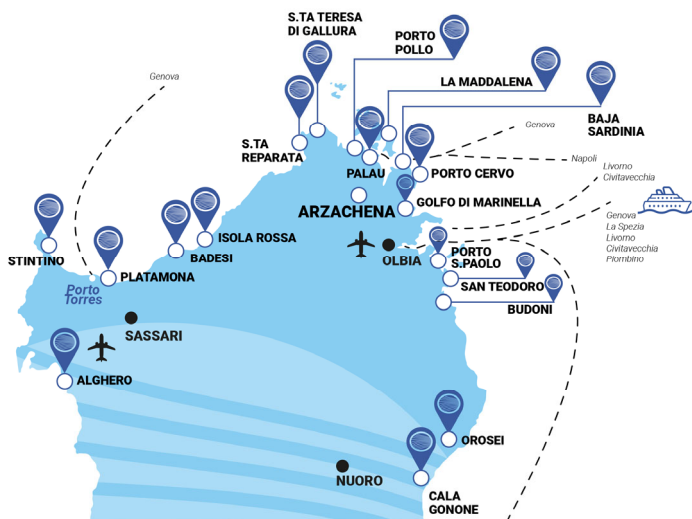 S.TA TERESA
DI GALLURA
PORTO
POLLO
LA MADDALENA
BAJA
SARDINIA
Genova
S.TA
REPARATA
PALAU
PORTO CERVO
Genova
Napoli
Livorno
Civitavecchia
ARZACHENA
GOLFO DI MARINELLA
Genova
La Spezia
Livorno
Civitavecchia
Piombino
STINTINO
ISOLA ROSSA
BADESI
PLATAMONA
Porto
Torres
OLBIA
PORTO
S.PAOLO
SAN TEODORO
BUDONI
SASSARI
ALGHERO
OROSEI
NUORO
CALA
GONONE